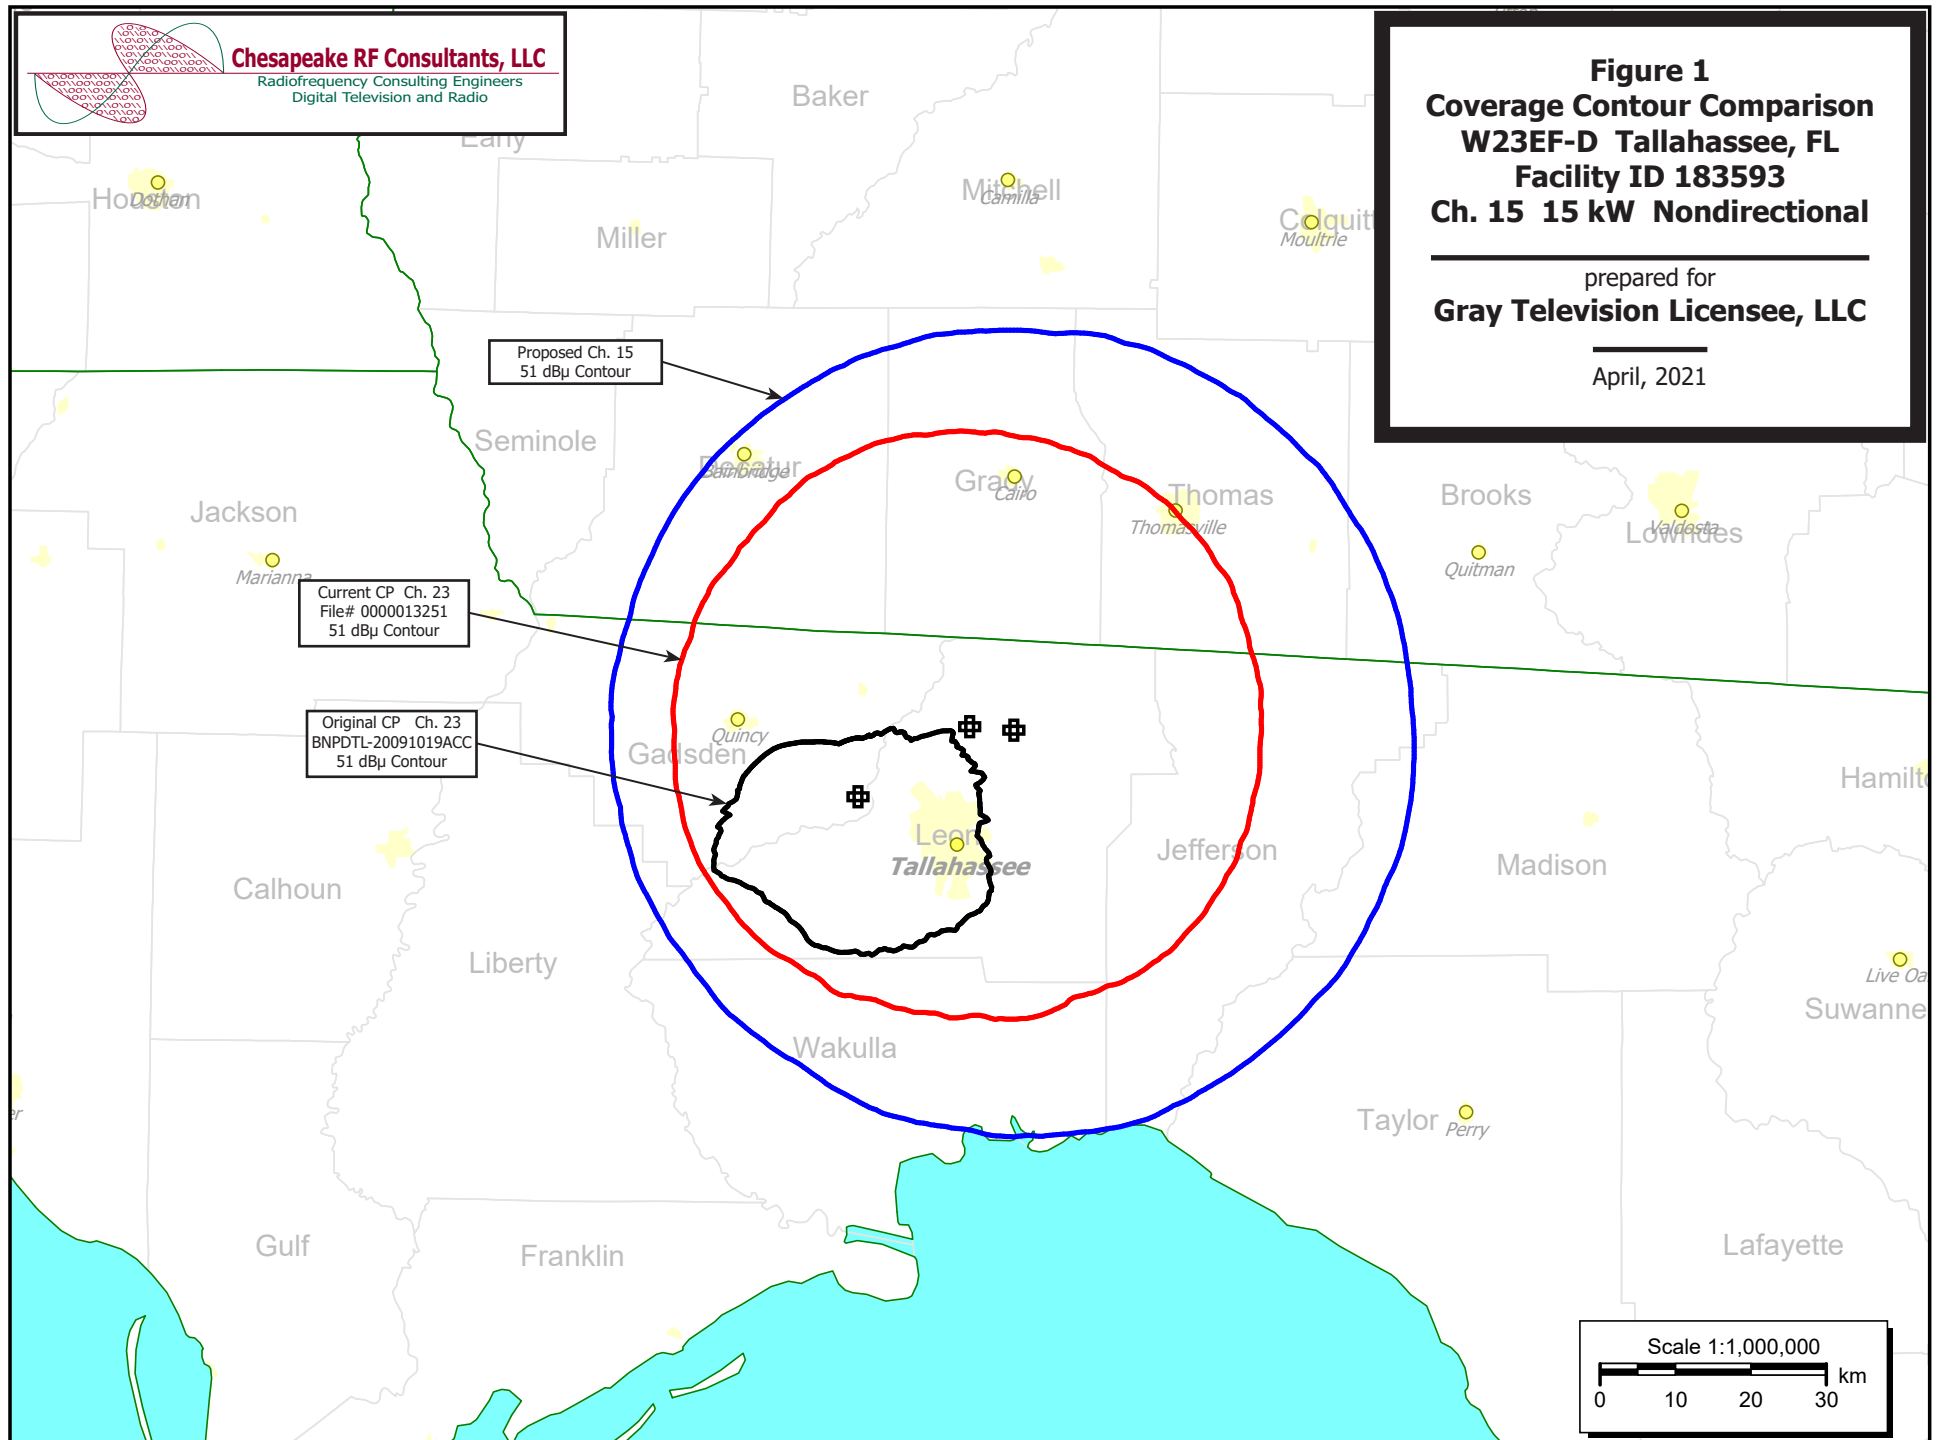 Chesapeake RF Consultants, LLC
Radiofrequency Consulting Engineers
Digital Television and Radio
Figure 1
Coverage Contour Comparison
W23EF-D Tallahassee, FL
Facility ID 183593
Ch. 15 15 kW Nondirectional
prepared for
Gray Television Licensee, LLC
April, 2021
Baker
Early
Houston
Dothan
Mitchell
Camilla
Miller
Colquitt
Moultrie
Proposed Ch. 15
51 dBµ Contour
Seminole
Decatur
Bainbridge
Grady
Cairo
Thomas
Thomasville
Brooks
Quitman
Valdosta
Lowndes
Jackson
Marianna
Current CP Ch. 23
File# 0000013251
51 dBµ Contour
Original CP Ch. 23
BNPDTL-20091019ACC
51 dBµ Contour
Quincy
Gadsden
Hamilt
Leon
Tallahassee
Jefferson
Madison
Calhoun
Liberty
Live Oa
Suwanne
Wakulla
er
Taylor
Perry
Gulf
Franklin
Lafayette
Scale 1:1,000,000
km
0 10 20 30